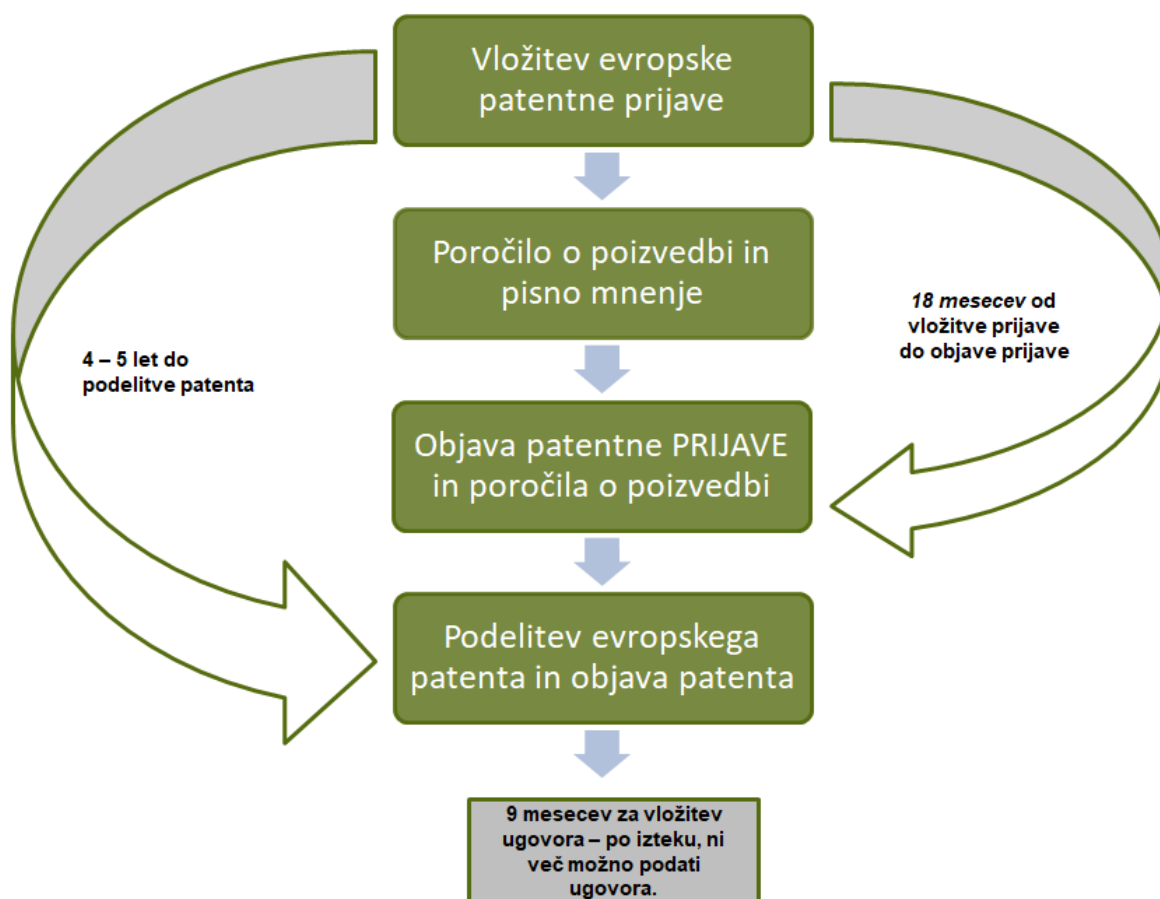 Vložitev evropske
patentne prijave
Poročilo o poizvedbi in
pisno mnenje
18 mesecev od
vložitve prijave
do objave prijave
4 – 5 let do
podelitve patenta
Objava patentne PRIJAVE
in poročila o poizvedbi
Podelitev evropskega
patenta in objava patenta
9 mesecev za vložitev
ugovora – po izteku, ni
več možno podati
ugovora.